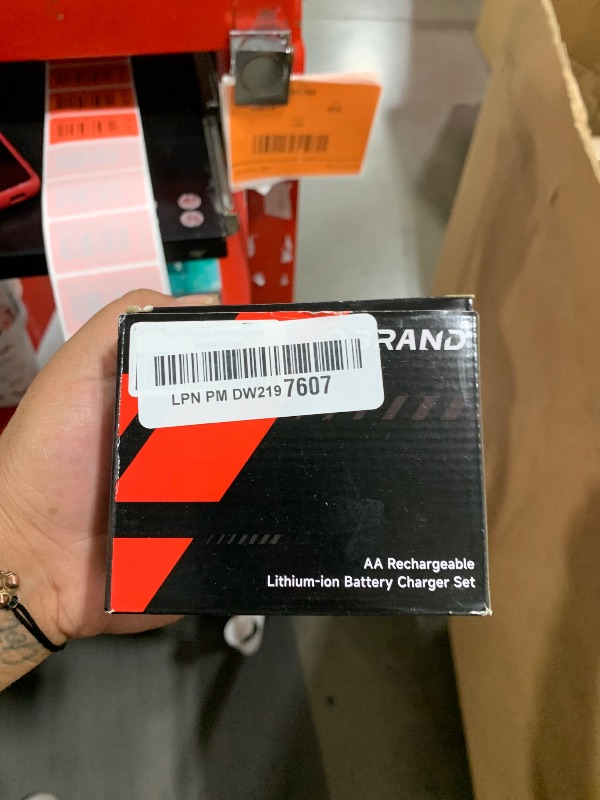 BRAND
LPN PM DW219 7607
AA Rechargeable
Lithium-ion Battery Charger Set